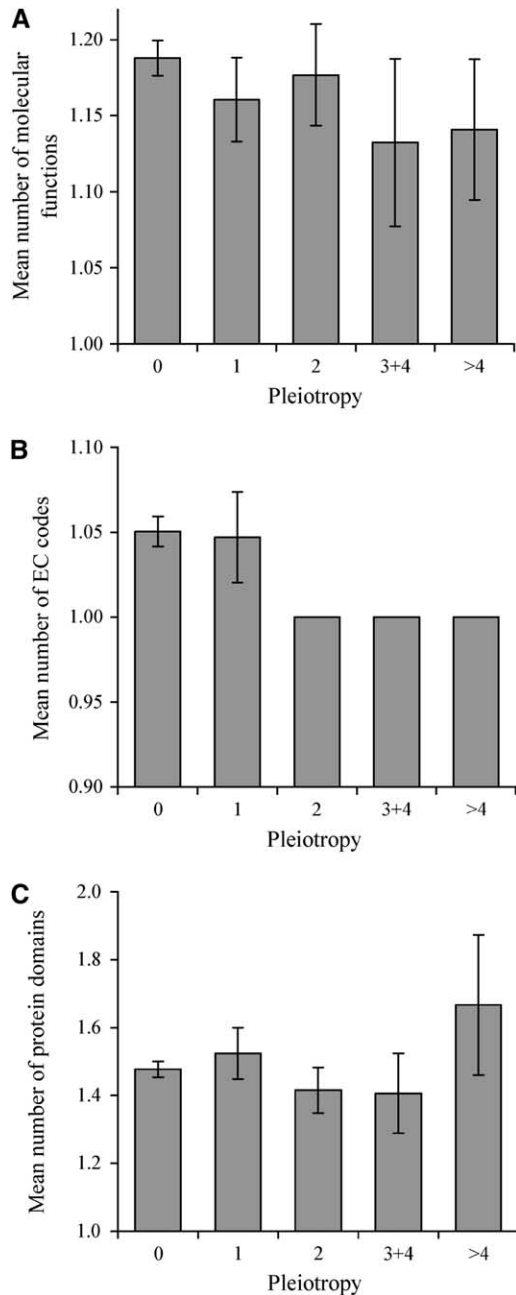 A
Mean number of molecular
functions
1.20
1.15
1.10
1.05
1.00
0 1 2 3+4 >4
Pleiotropy
B
Mean number of EC codes
1.10
1.05
1.00
0.95
0.90
0 1 2 3+4 >4
Pleiotropy
C
Mean number of protein domains
2.0
1.8
1.6
1.4
1.2
1.0
0 1 2 3+4 >4
Pleiotropy